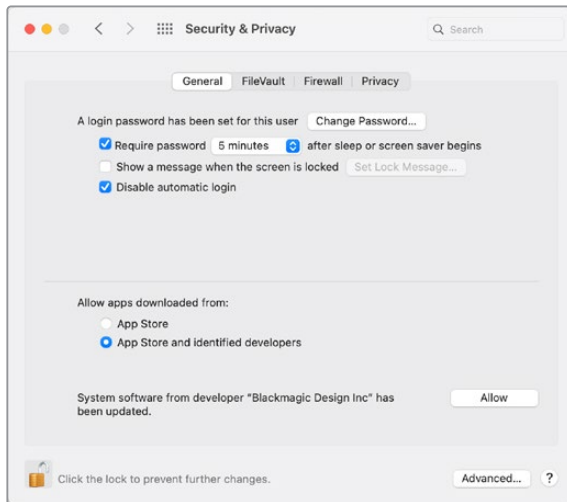 Security & Privacy
Search
General FileVault Firewall Privacy
A login password has been set for this user Change Password...
Require password 5 minutes after sleep or screen saver begins
Show a message when the screen is locked Set Lock Message...
Disable automatic login
Allow apps downloaded from:
App Store
App Store and identified developers
System software from developer "Blackmagic Design Inc" has Allow
been updated.
Click the lock to prevent further changes. Advanced... ?